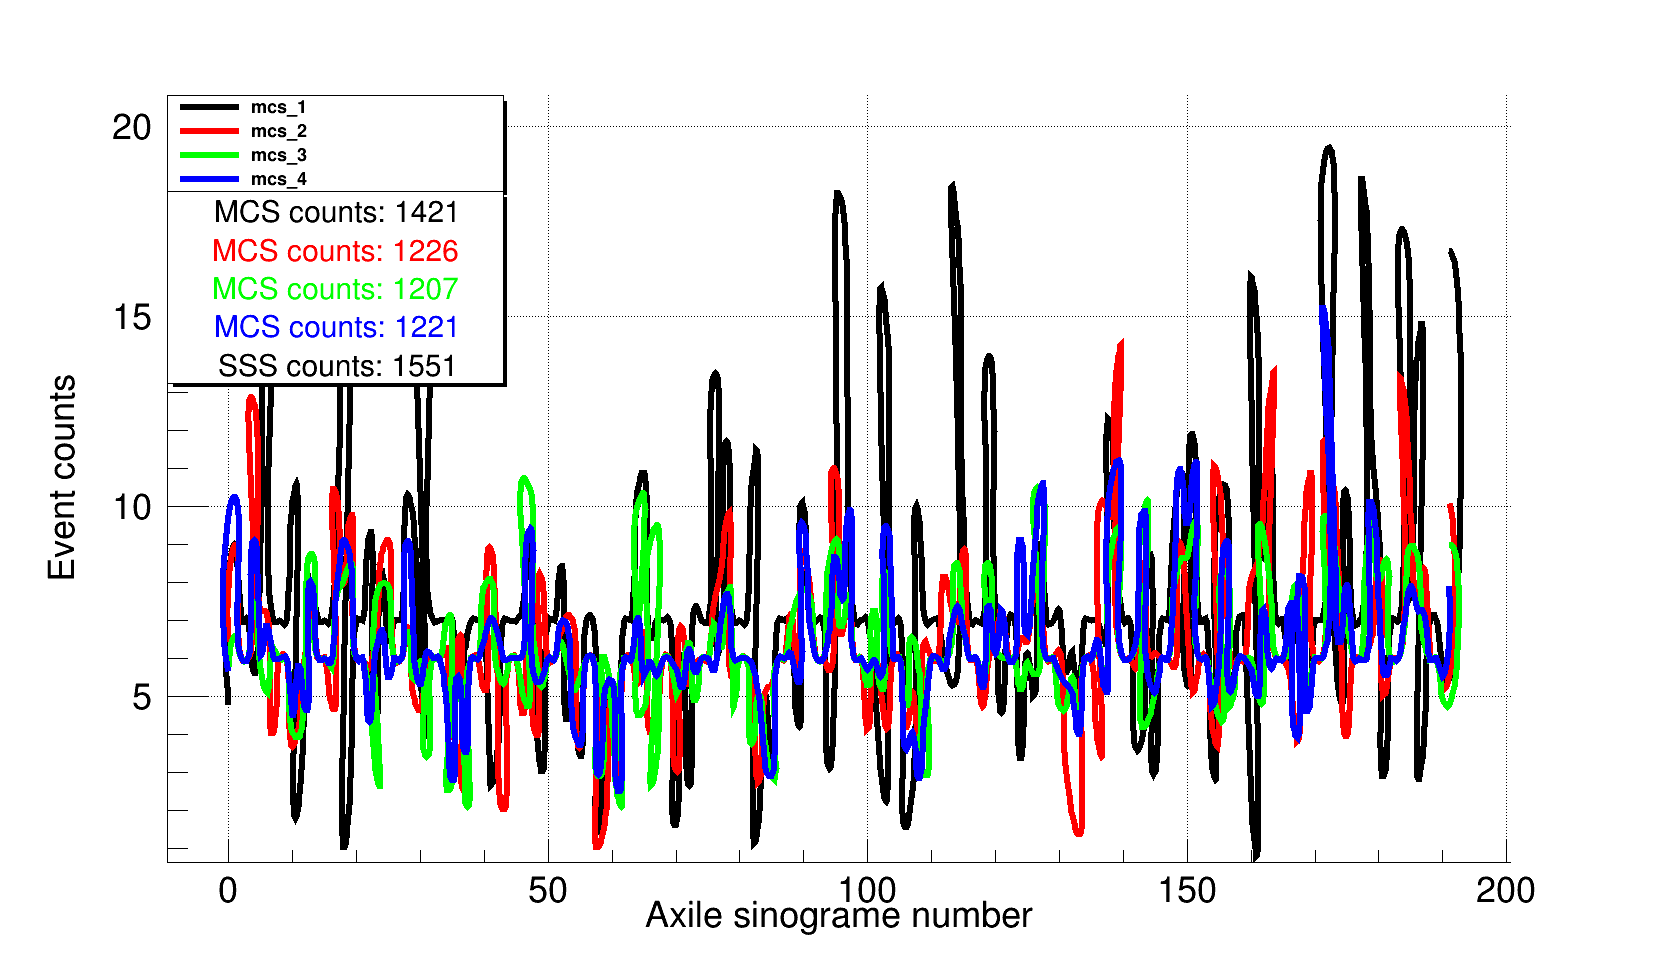 mcs_1
mcs_2
mcs_3
mcs_4
MCS counts: 1421
MCS counts: 1226
MCS counts: 1207
MCS counts: 1221
SSS counts: 1551
Event counts
20
15
10
5
0 50 100 150 200
Axile sinograme number